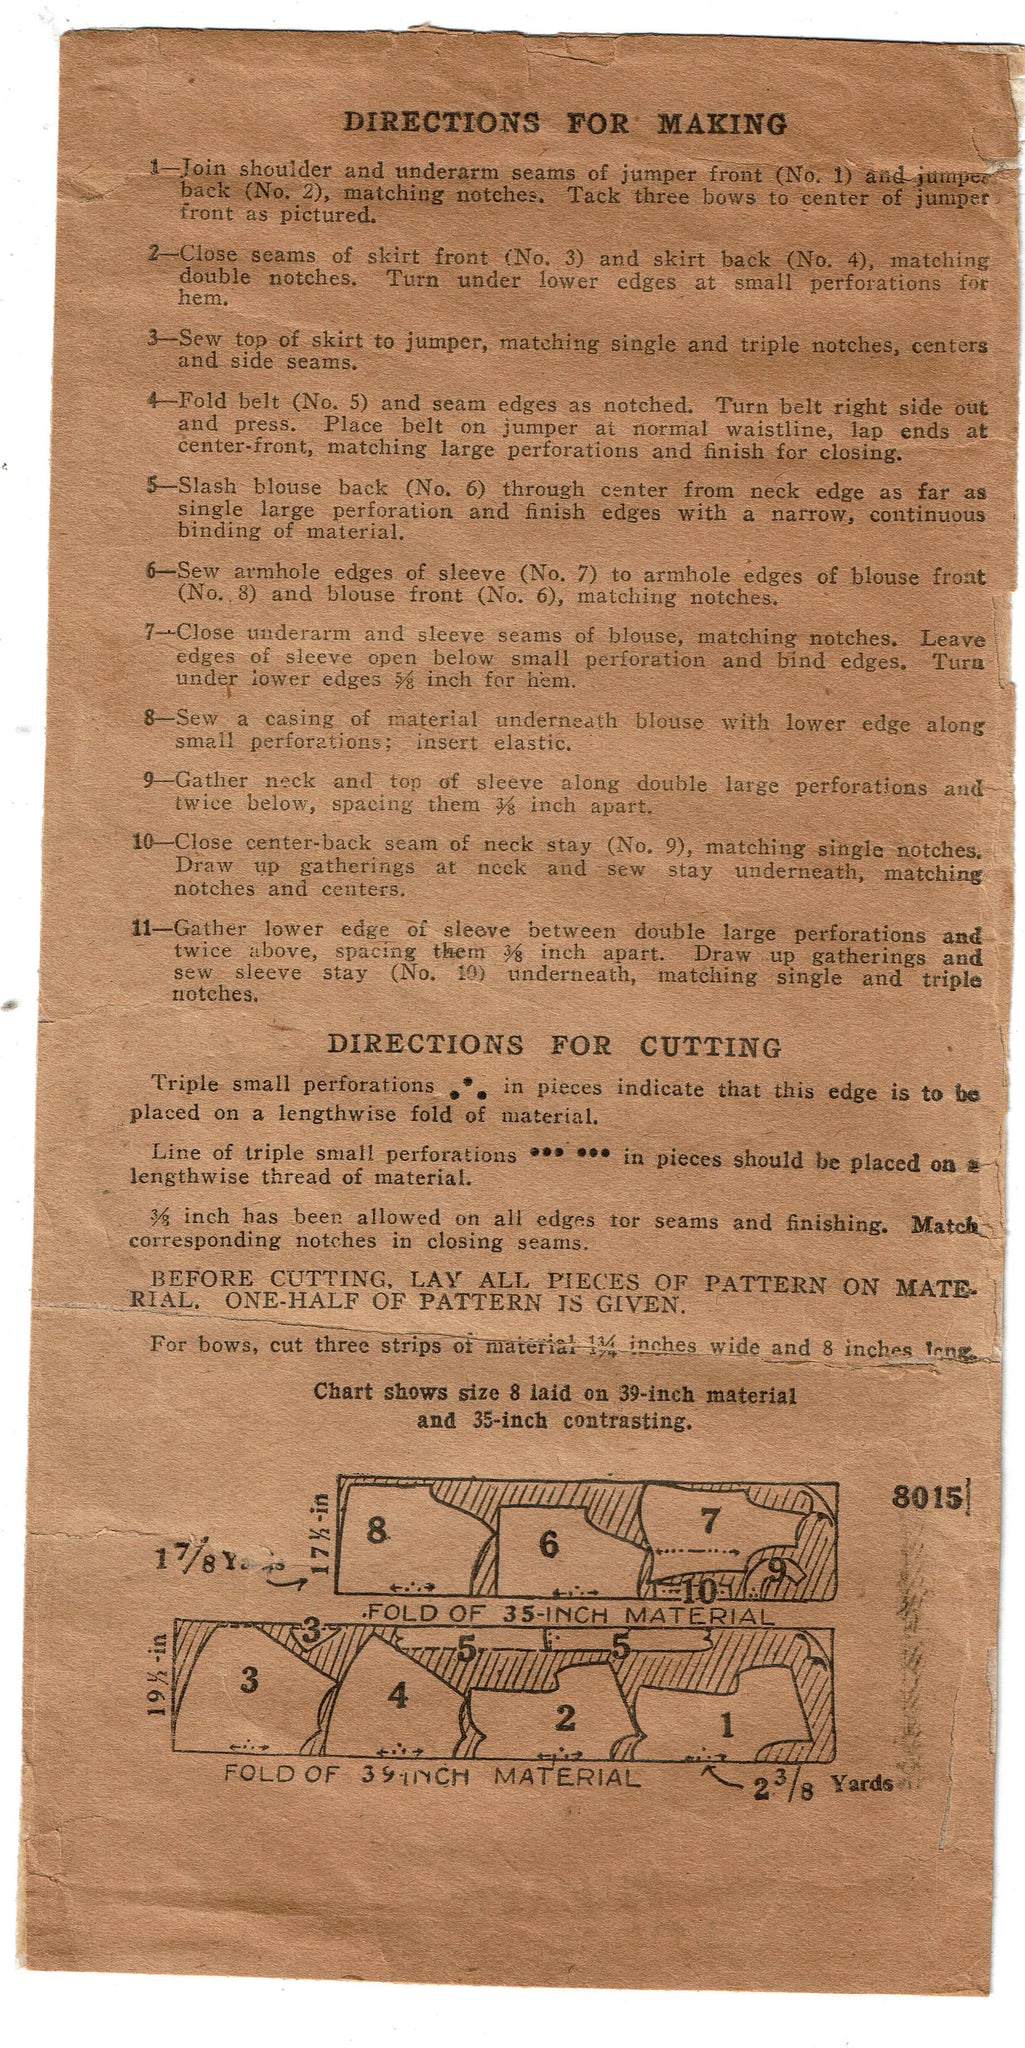 DIRECTIONS FOR MAKING
1—Join shoulder and underarm seams of jumper front (No. 1) and jumper
back (No. 2), matching notches. Tack three bows to center of jumper
front as pictured.
2—Close seams of skirt front (No. 3) and skirt back (No. 4), matching
double notches. Turn under lower edges at small perforations for
hem.
3—Sew top of skirt to jumper, matching single and triple notches, centers
and side seams.
4—Fold belt (No. 5) and seam edges as notched. Turn belt right side out
and press. Place belt on jumper at normal waistline, lap ends at
center-front, matching large perforations and finish for closing.
5—Slash blouse back (No. 6) through center from neck edge as far as
single large perforation and finish edges with a narrow, continuous
binding of material.
6—Sew armhole edges of sleeve (No. 7) to armhole edges of blouse front
(No. 8) and blouse front (No. 6), matching notches.
7—Close underarm and sleeve seams of blouse, matching notches. Leave
edges of sleeve open below small perforation and bind edges. Turn
under lower edges 5/8 inch for hem.
8—Sew a casing of material underneath blouse with lower edge along
small perforations; insert elastic.
9—Gather neck and top of sleeve along double large perforations and
twice below, spacing them 3/8 inch apart.
10—Close center-back seam of neck stay (No. 9), matching single notches.
Draw up gatherings at neck and sew stay underneath, matching
notches and centers.
11—Gather lower edge of sleeve between double large perforations and
twice above, spacing them 3/8 inch apart. Draw up gatherings and
sew sleeve stay (No. 10) underneath, matching single and triple
notches.
DIRECTIONS FOR CUTTING
Triple small perforations in pieces indicate that this edge is to be
placed on a lengthwise fold of material.
Line of triple small perforations ••• ••• in pieces should be placed on a
lengthwise thread of material.
3/8 inch has been allowed on all edges for seams and finishing. Match
corresponding notches in closing seams.
BEFORE CUTTING, LAY ALL PIECES OF PATTERN ON MATE-
RIAL. ONE-HALF OF PATTERN IS GIVEN.
For bows, cut three strips of material 1¾ inches wide and 8 inches long.
Chart shows size 8 laid on 39-inch material
and 35-inch contrasting.
8015
17½-in
1 7/8 Yards
8
6
7
9
10
FOLD OF 35-INCH MATERIAL
19½-in
3
5
5
3
4
2
1
FOLD OF 39-INCH MATERIAL
2 3/8 Yards